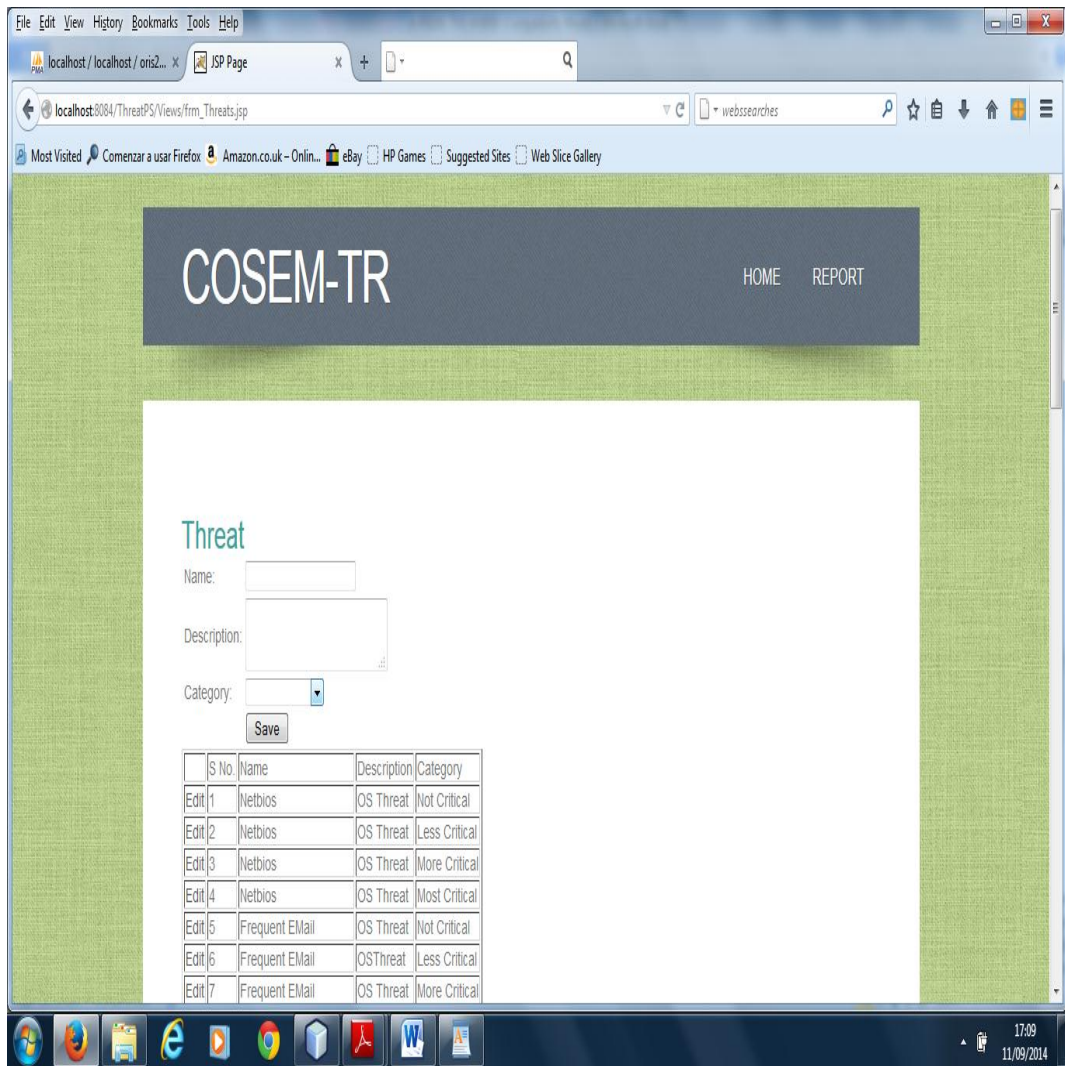 File Edit View History Bookmarks Tools Help
localhost / localhost / oris2... × JSP Page × +
localhost:8084/ThreatPS/Views/frm_Threats.jsp webssearches
Most Visited Comenzar a usar Firefox Amazon.co.uk – Onlin... eBay HP Games Suggested Sites Web Slice Gallery
COSEM-TR HOME REPORT
Threat
Name:
Description:
Category:
Save
S No. Name Description Category
Edit 1 Netbios OS Threat Not Critical
Edit 2 Netbios OS Threat Less Critical
Edit 3 Netbios OS Threat More Critical
Edit 4 Netbios OS Threat Most Critical
Edit 5 Frequent EMail OS Threat Not Critical
Edit 6 Frequent EMail OSThreat Less Critical
Edit 7 Frequent EMail OS Threat More Critical
17:09
11/09/2014